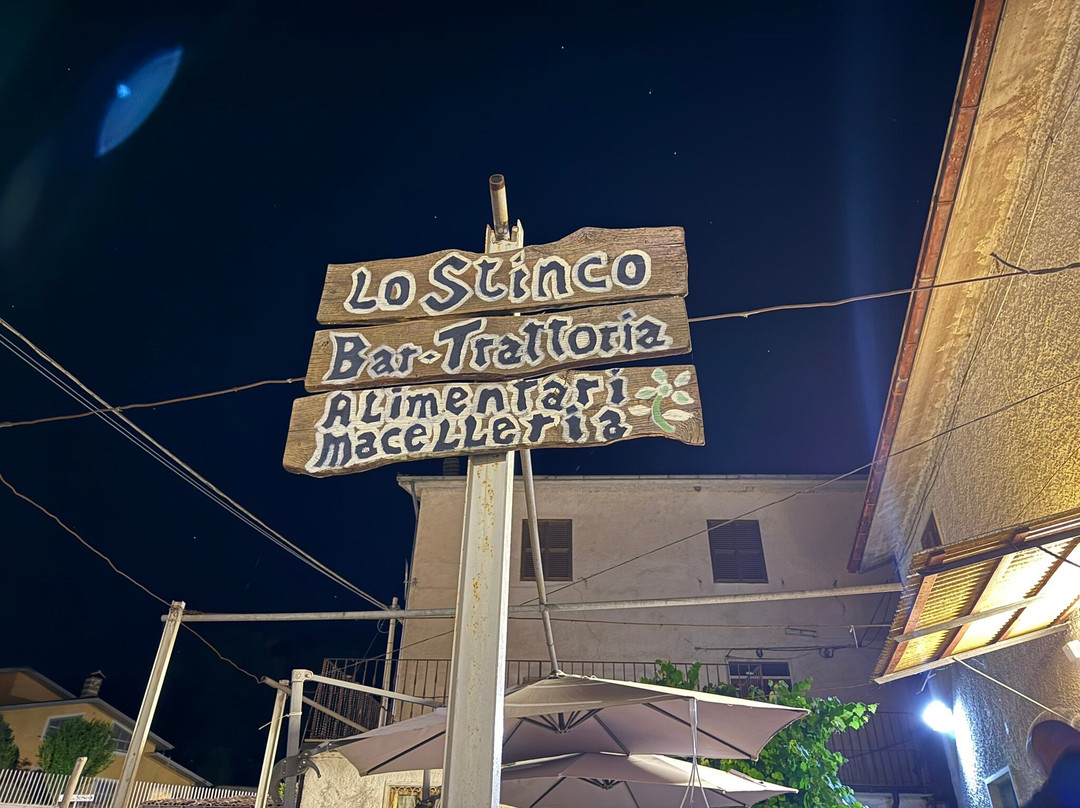 Lo Stinco
Bar-Trattoria
Alimentari
Macelleria